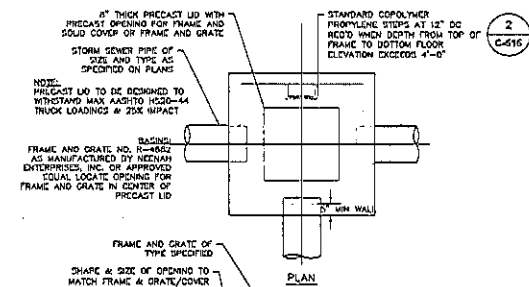 8" THICK PRECAST LID WITH
PRECAST OPENING FOR FRAME AND
SOLID COVER OR FRAME AND GRATE
STORM SEWER PIPE OF
SIZE AND TYPE AS
SPECIFIED ON PLANS
NOTE:
PRECAST LID TO BE DESIGNED TO
WITHSTAND MAX AASHTO HS20-44
TRUCK LOADINGS & 25% IMPACT
BASINS:
FRAME AND GRATE NO. R-4882
AS MANUFACTURED BY NEENAH
ENTERPRISES, INC. OR APPROVED
EQUAL LOCATE OPENING FOR
FRAME AND GRATE IN CENTER OF
PRECAST LID
STANDARD COPOLYMER
PROPYLENE STEPS AT 12" OC
REQ'D WHEN DEPTH FROM TOP OF
FRAME TO BOTTOM FLOOR
ELEVATION EXCEEDS 4'-0"
2
C-516
MIN WALL
FRAME AND GRATE OF
TYPE SPECIFIED
SHAPE & SIZE OF OPENING TO
MATCH FRAME & GRATE/COVER
PLAN